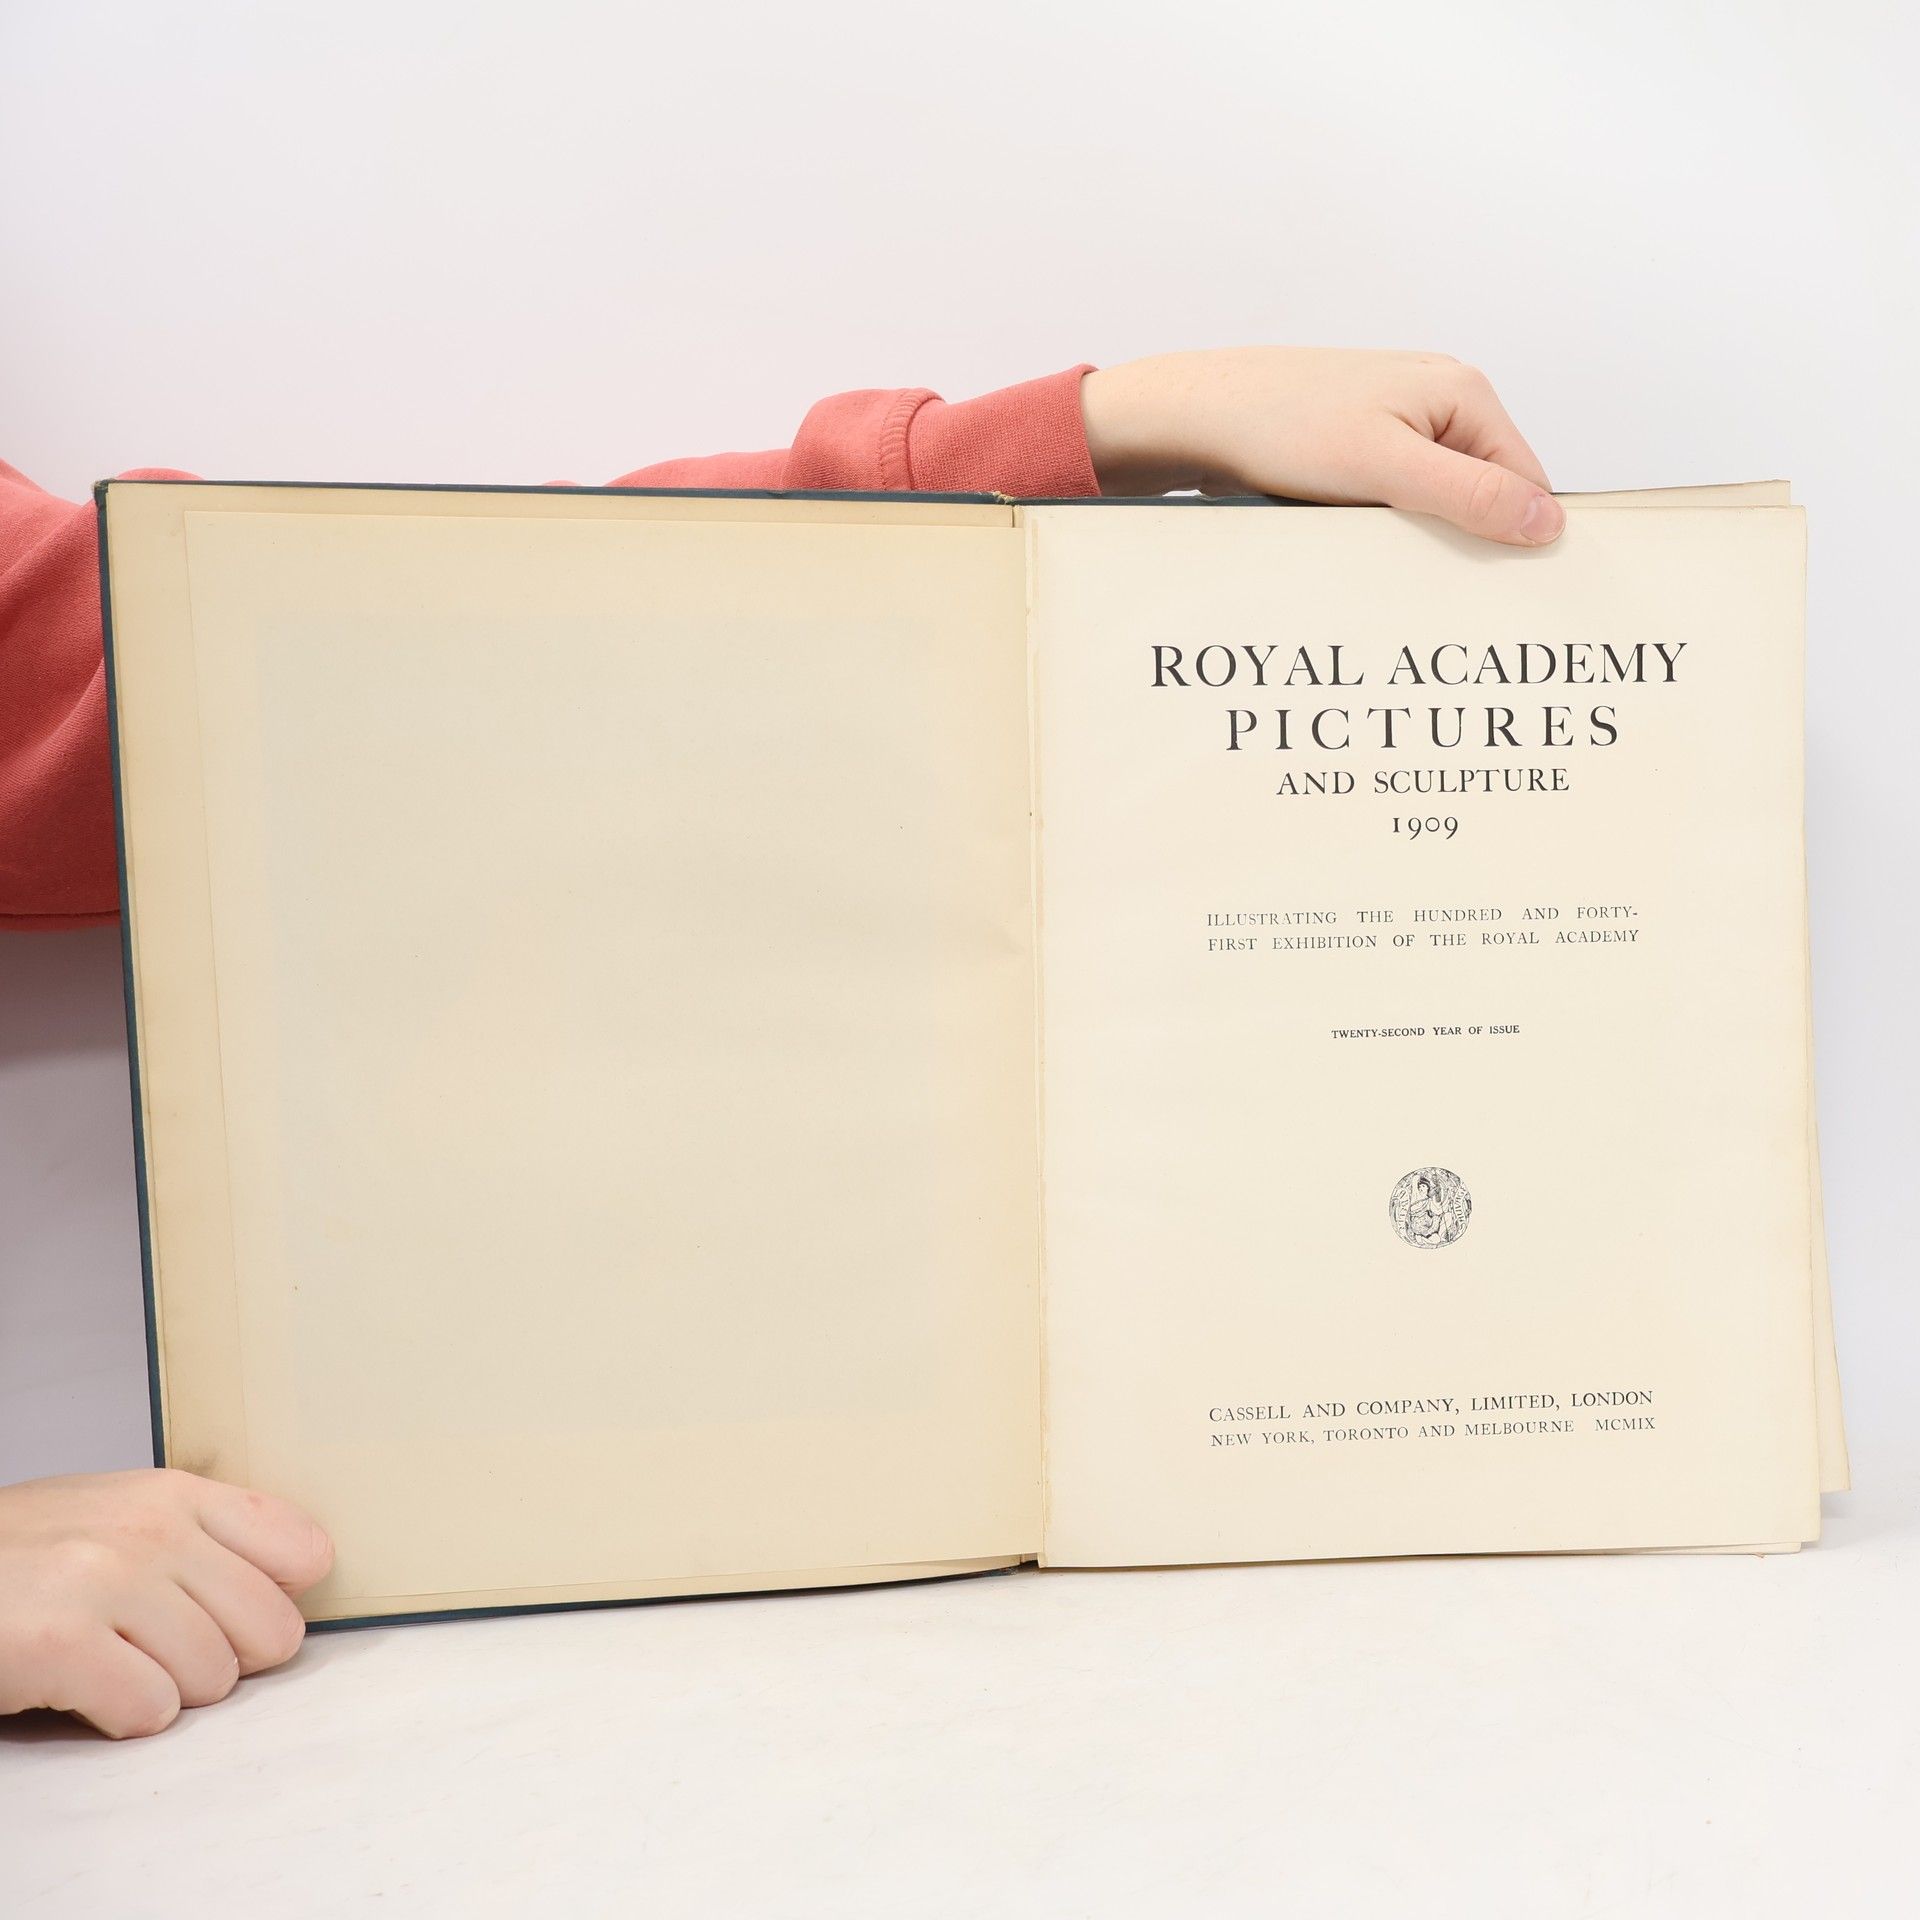 ROYAL ACADEMY
PICTURES
AND SCULPTURE
1909
ILLUSTRATING THE HUNDRED AND FORTY-
FIRST EXHIBITION OF THE ROYAL ACADEMY
TWENTY-SECOND YEAR OF ISSUE
CASSELL AND COMPANY, LIMITED, LONDON
NEW YORK, TORONTO AND MELBOURNE MCMIX